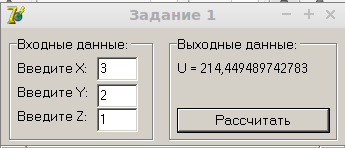 Задание 1
Входные данные:
Введите X: 3
Введите Y: 2
Введите Z: 1
Выходные данные:
U = 214,449489742783
Рассчитать